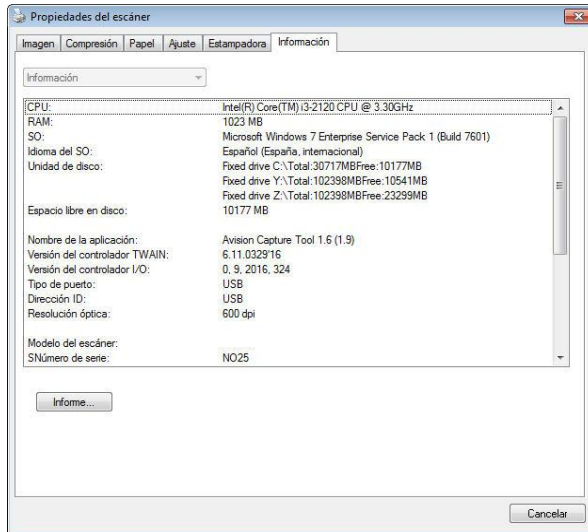 Propiedades del escáner
Imagen Compresión Papel Ajuste Estampadora Información
Información
CPU: Intel(R) Core(TM) i3-2120 CPU @ 3.30GHz
RAM: 1023 MB
SO: Microsoft Windows 7 Enterprise Service Pack 1 (Build 7601)
Idioma del SO: Español (España, internacional)
Unidad de disco: Fixed drive C:\Total:30717MBFree:10177MB
Fixed drive Y:\Total:102398MBFree:10541MB
Fixed drive Z:\Total:102398MBFree:23299MB
Espacio libre en disco: 10177 MB
Nombre de la aplicación: Avision Capture Tool 1.6 (1.9)
Versión del controlador TWAIN: 6.11.0329'16
Versión del controlador I/O: 0, 9, 2016, 324
Tipo de puerto: USB
Dirección ID: USB
Resolución óptica: 600 dpi
Modelo del escáner:
SNúmero de serie: NO25
Informe...
Cancelar